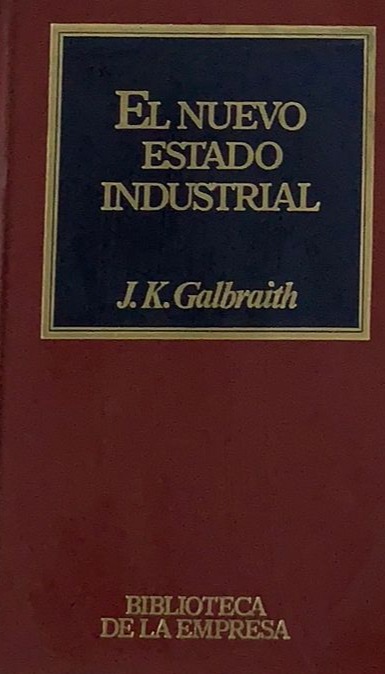 EL NUEVO
ESTADO
INDUSTRIAL
J. K. Galbraith
BIBLIOTECA
DE LA EMPRESA